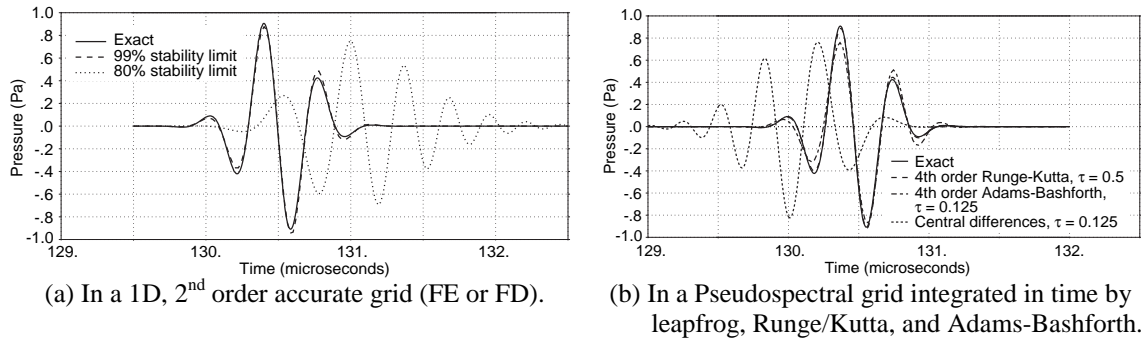 1.0
.8
.6
.4
.2
.0
-.2
-.4
-.6
-.8
-1.0
Pressure (Pa)
Exact
99% stability limit
80% stability limit
129.
130.
131.
132.
Time (microseconds)
(a) In a 1D, 2nd order accurate grid (FE or FD).
1.0
.8
.6
.4
.2
.0
-.2
-.4
-.6
-.8
-1.0
Pressure (Pa)
Exact
4th order Runge-Kutta, τ = 0.5
4th order Adams-Bashforth,
τ = 0.125
Central differences, τ = 0.125
129.
130.
131.
132.
Time (microseconds)
(b) In a Pseudospectral grid integrated in time by
leapfrog, Runge/Kutta, and Adams-Bashforth.